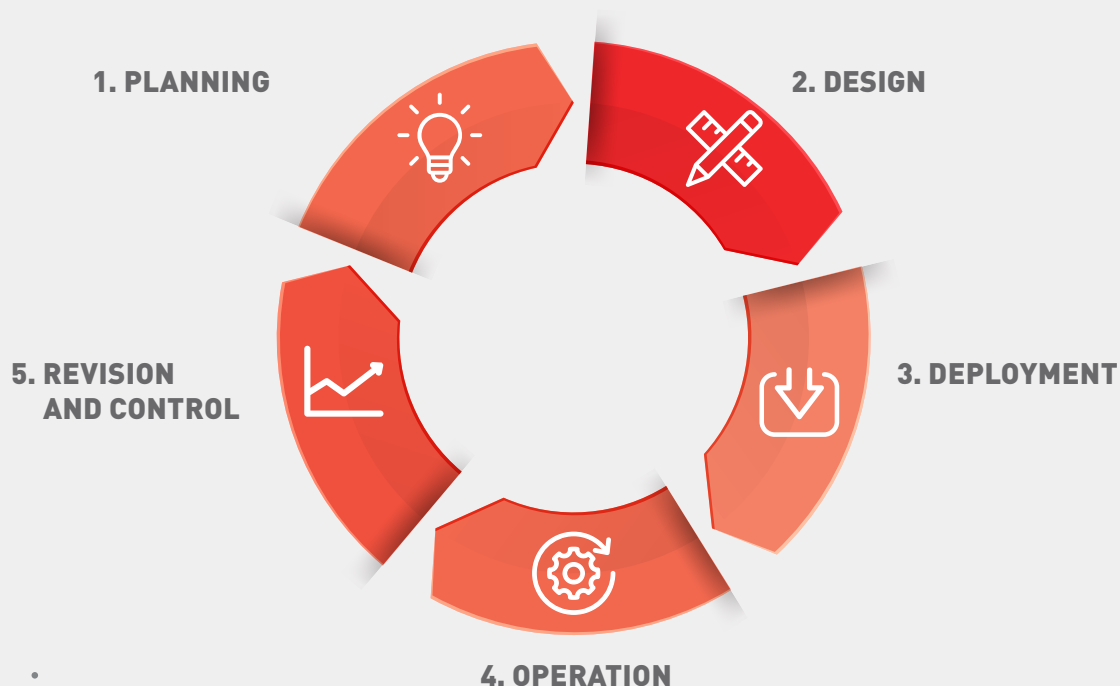 1. PLANNING
2. DESIGN
3. DEPLOYMENT
4. OPERATION
5. REVISION
AND CONTROL